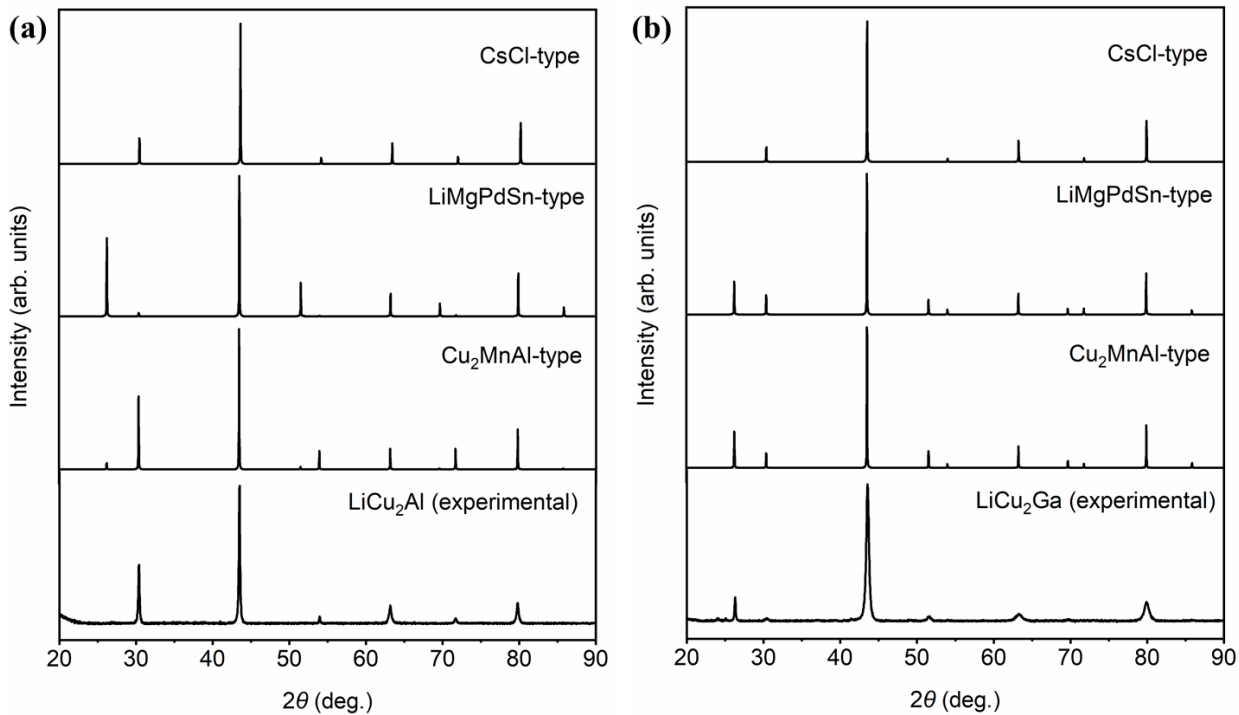 (a)
CsCl-type
LiMgPdSn-type
Cu₂MnAl-type
LiCu₂Al (experimental)
Intensity (arb. units)
20 30 40 50 60 70 80 90
2θ (deg.)
(b)
CsCl-type
LiMgPdSn-type
Cu₂MnAl-type
LiCu₂Ga (experimental)
Intensity (arb. units)
20 30 40 50 60 70 80 90
2θ (deg.)